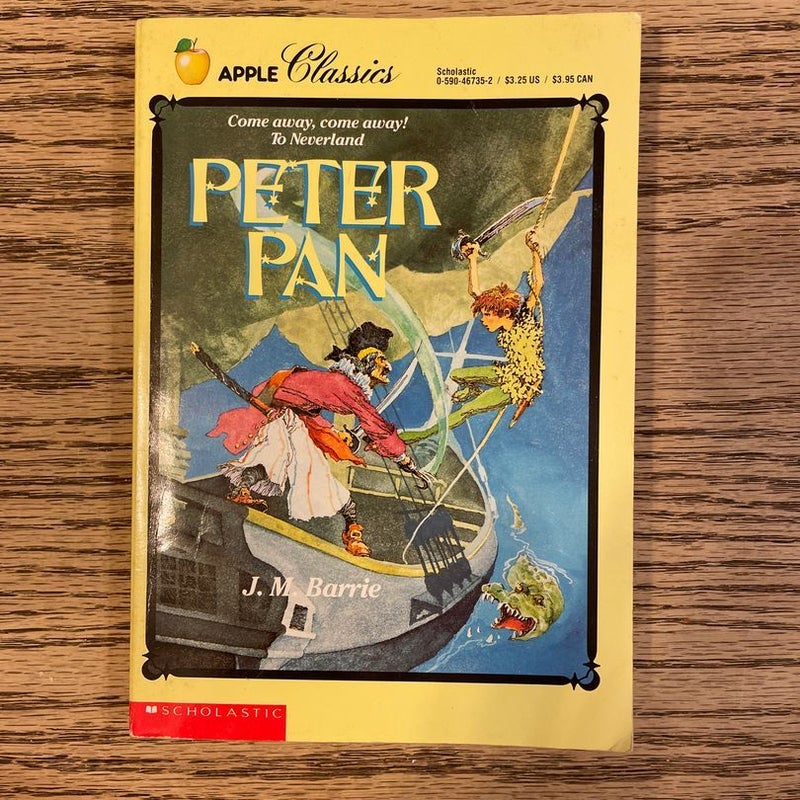 APPLE Classics
Scholastic
0-590-46735-2 / $3.25 US / $3.95 CAN
Come away, come away!
To Neverland
PETER
PAN
J. M. Barrie
SCHOLASTIC